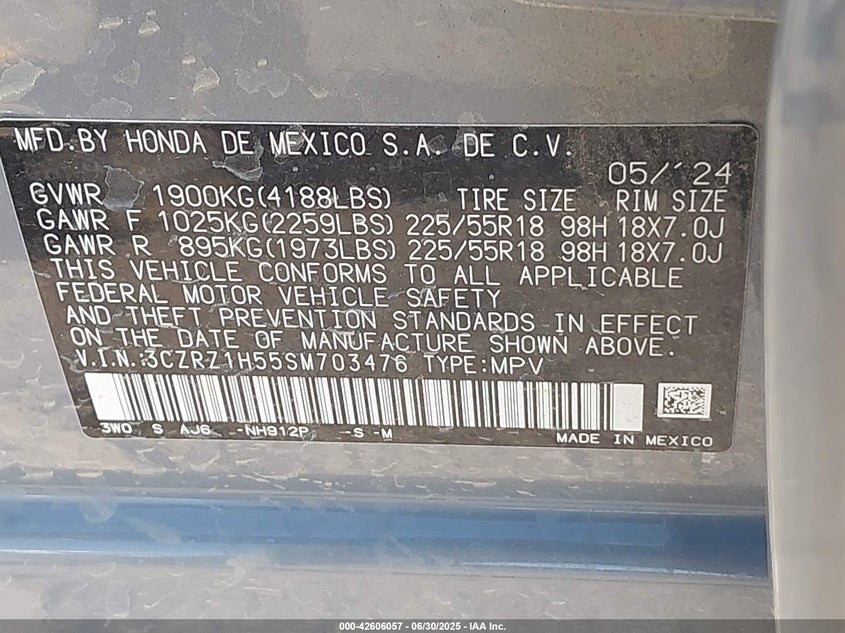 MFD.BY HONDA DE MEXICO S.A. DE C.V.
05/'24
GVWR 1900KG(4188LBS) TIRE SIZE RIM SIZE
GAWR F 1025KG(2259LBS) 225/55R18 98H 18X7.0J
GAWR R 895KG(1973LBS) 225/55R18 98H 18X7.0J
THIS VEHICLE CONFORMS TO ALL APPLICABLE
FEDERAL MOTOR VEHICLE SAFETY
AND THEFT PREVENTION STANDARDS IN EFFECT
ON THE DATE OF MANUFACTURE SHOWN ABOVE.
V.I.N.:3CZRZ1H55SM703476 TYPE:MPV
3W0 S AJ6 -NH912P -S -M
MADE IN MEXICO
000-42606057 - 06/30/2025 - IAA Inc.